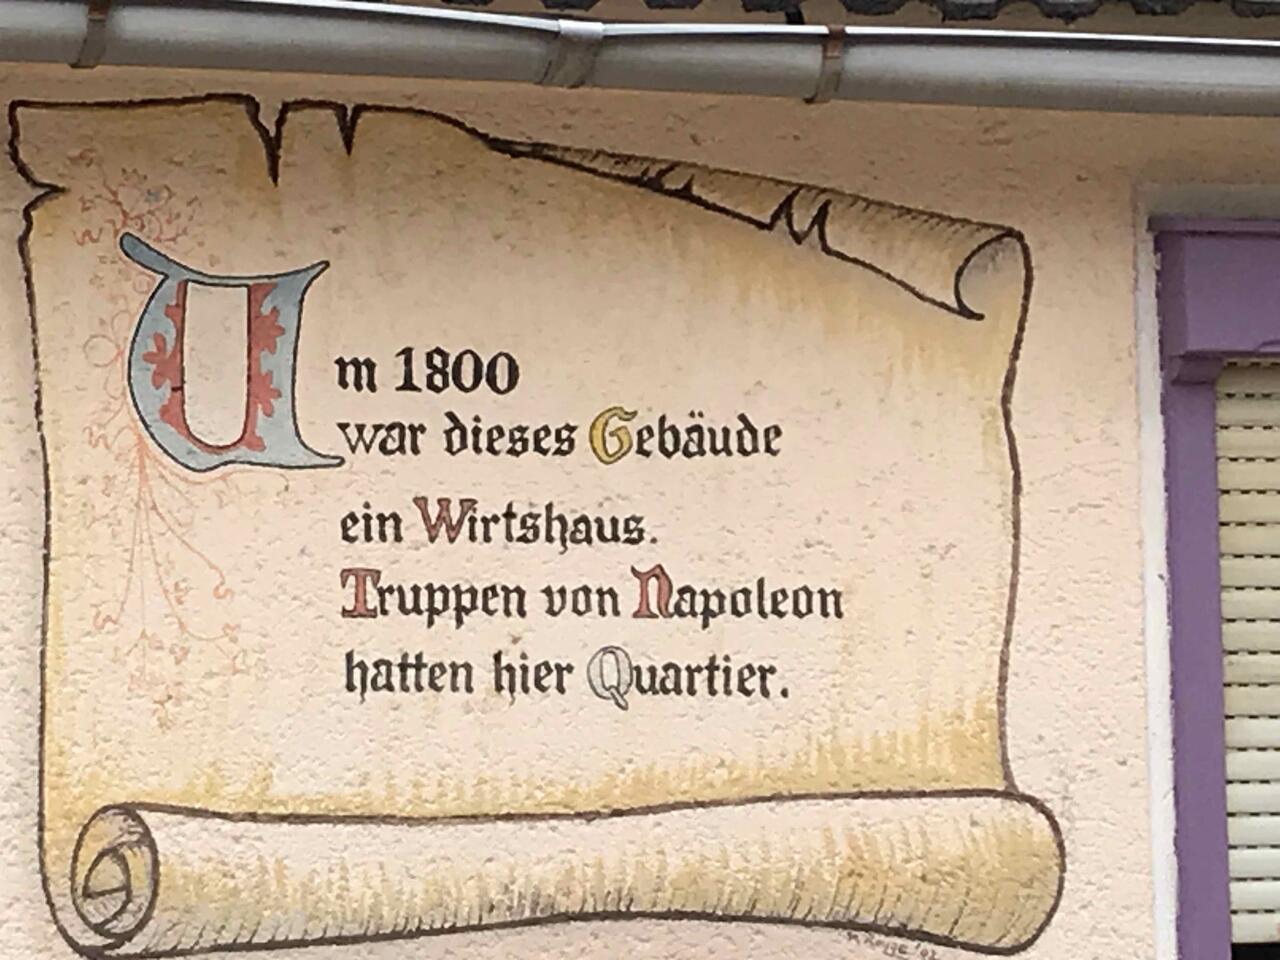 Um 1800
war dieses Gebäude
ein Wirtshaus.
Truppen von Napoleon
hatten hier Quartier.